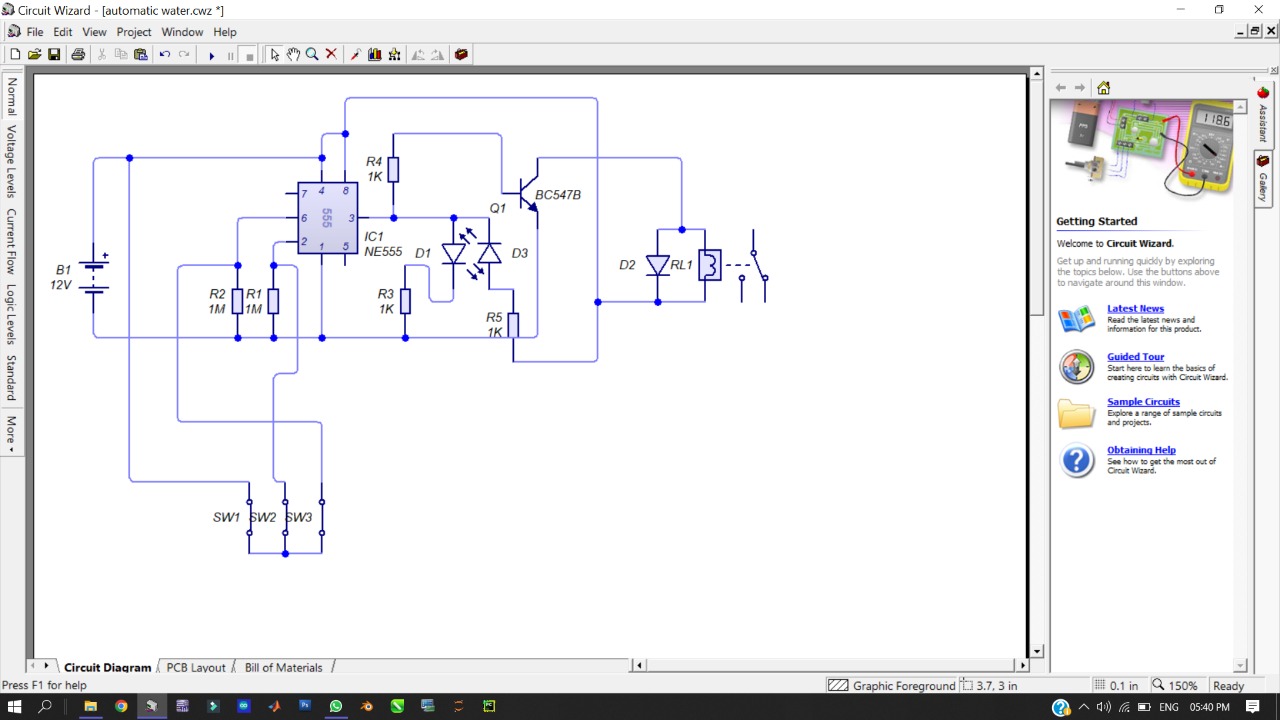 Circuit Wizard - [automatic water.cwz *]
File Edit View Project Window Help
Normal
Voltage Levels
Current Flow
Logic Levels
Standard
More
B1
12V
R2
1M
R1
1M
7
4
8
6
555
3
2
1
5
IC1
NE555
R4
1K
Q1
BC547B
D1
D3
R3
1K
R5
1K
D2
RL1
SW1
SW2
SW3
Assistant
Gallery
1186
Getting Started
Welcome to Circuit Wizard.
Get up and running quickly by exploring
the topics below. Use the buttons above
to navigate around this window.
Latest News
Read the latest news and
information for this product.
Guided Tour
Start here to learn the basics of
creating circuits with Circuit Wizard.
Sample Circuits
Explore a range of sample circuits
and projects.
Obtaining Help
See how to get the most out of
Circuit Wizard.
Circuit Diagram PCB Layout Bill of Materials
Press F1 for help
Graphic Foreground 3.7, 3 in 0.1 in 150% Ready
ENG 05:40 PM